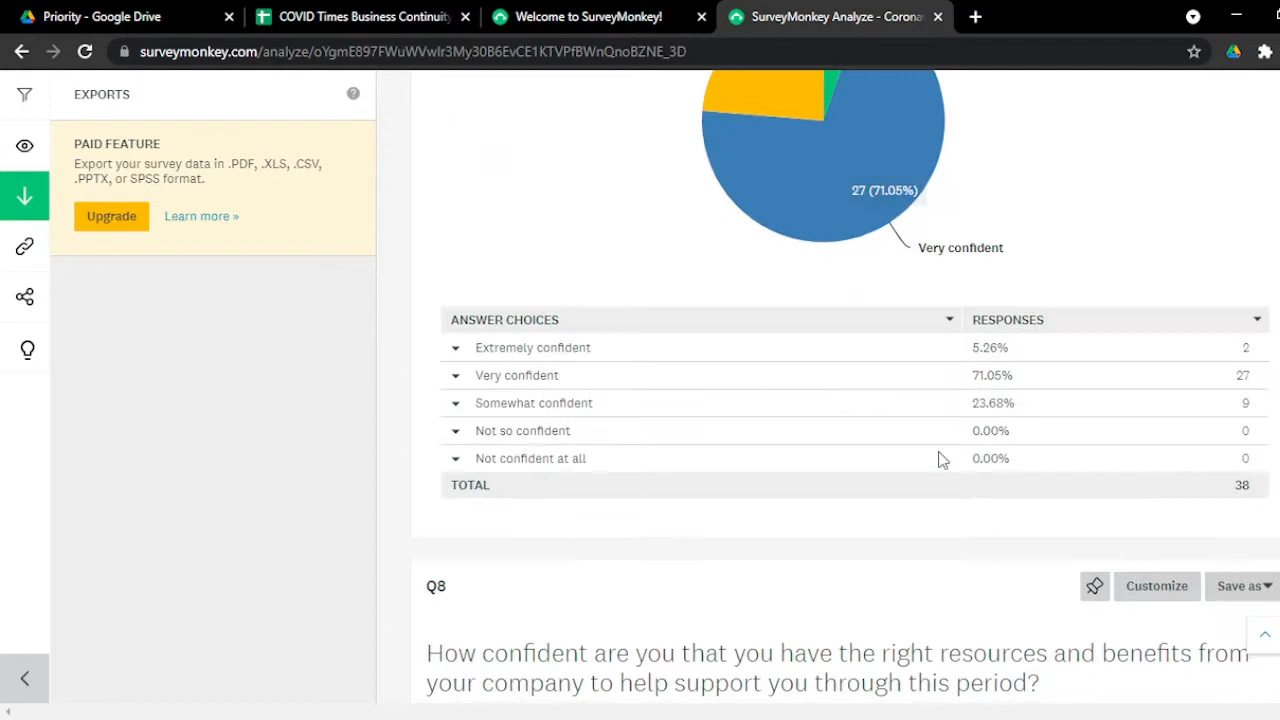 Priority - Google Drive
COVID Times Business Continuity
Welcome to SurveyMonkey!
SurveyMonkey Analyze - Corona
surveymonkey.com/analyze/oYgmE897FWuWVwIr3My30B6EvCE1KTVPfBWnQnoBZNE_3D
EXPORTS
PAID FEATURE
Export your survey data in .PDF, .XLS, .CSV,
.PPTX, or SPSS format.
Upgrade Learn more »
27 (71.05%)
Very confident
ANSWER CHOICES RESPONSES
Extremely confident 5.26% 2
Very confident 71.05% 27
Somewhat confident 23.68% 9
Not so confident 0.00% 0
Not confident at all 0.00% 0
TOTAL 38
Q8
Customize Save as
How confident are you that you have the right resources and benefits from
your company to help support you through this period?